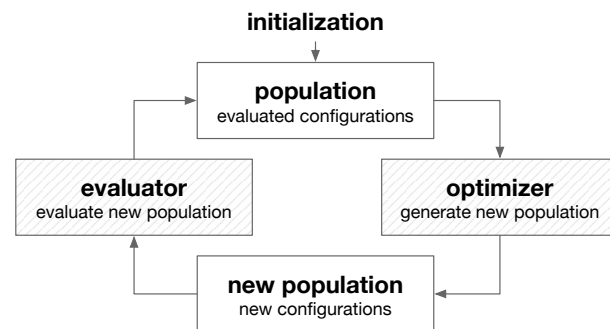 initialization
population
evaluated configurations
evaluator
evaluate new population
optimizer
generate new population
new population
new configurations